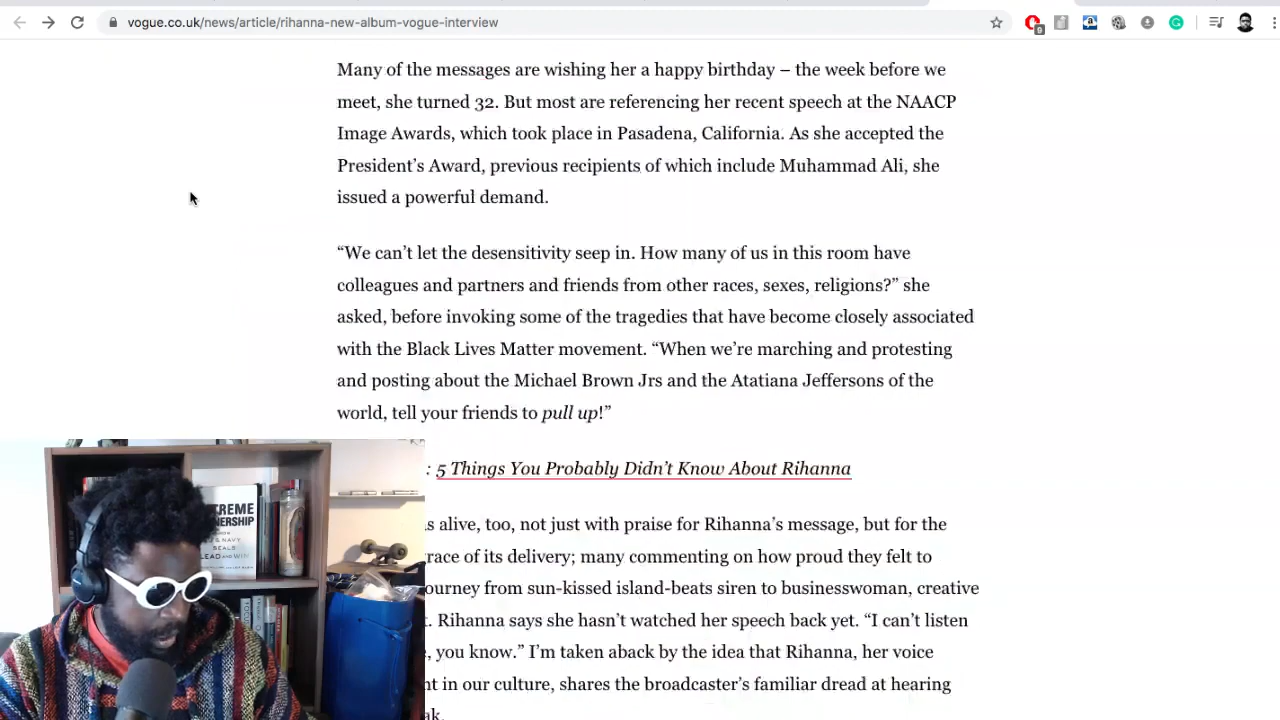 vogue.co.uk/news/article/rihanna-new-album-vogue-interview
9
Many of the messages are wishing her a happy birthday – the week before we
meet, she turned 32. But most are referencing her recent speech at the NAACP
Image Awards, which took place in Pasadena, California. As she accepted the
President’s Award, previous recipients of which include Muhammad Ali, she
issued a powerful demand.
“We can’t let the desensitivity seep in. How many of us in this room have
colleagues and partners and friends from other races, sexes, religions?” she
asked, before invoking some of the tragedies that have become closely associated
with the Black Lives Matter movement. “When we’re marching and protesting
and posting about the Michael Brown Jrs and the Atatiana Jeffersons of the
world, tell your friends to pull up!”
: 5 Things You Probably Didn’t Know About Rihanna
s alive, too, not just with praise for Rihanna’s message, but for the
race of its delivery; many commenting on how proud they felt to
ourney from sun-kissed island-beats siren to businesswoman, creative
t. Rihanna says she hasn’t watched her speech back yet. “I can’t listen
e, you know.” I’m taken aback by the idea that Rihanna, her voice
nt in our culture, shares the broadcaster’s familiar dread at hearing
ak.
TREME
NERSHIP
NAVY
SEALS
LEAD AND WIN